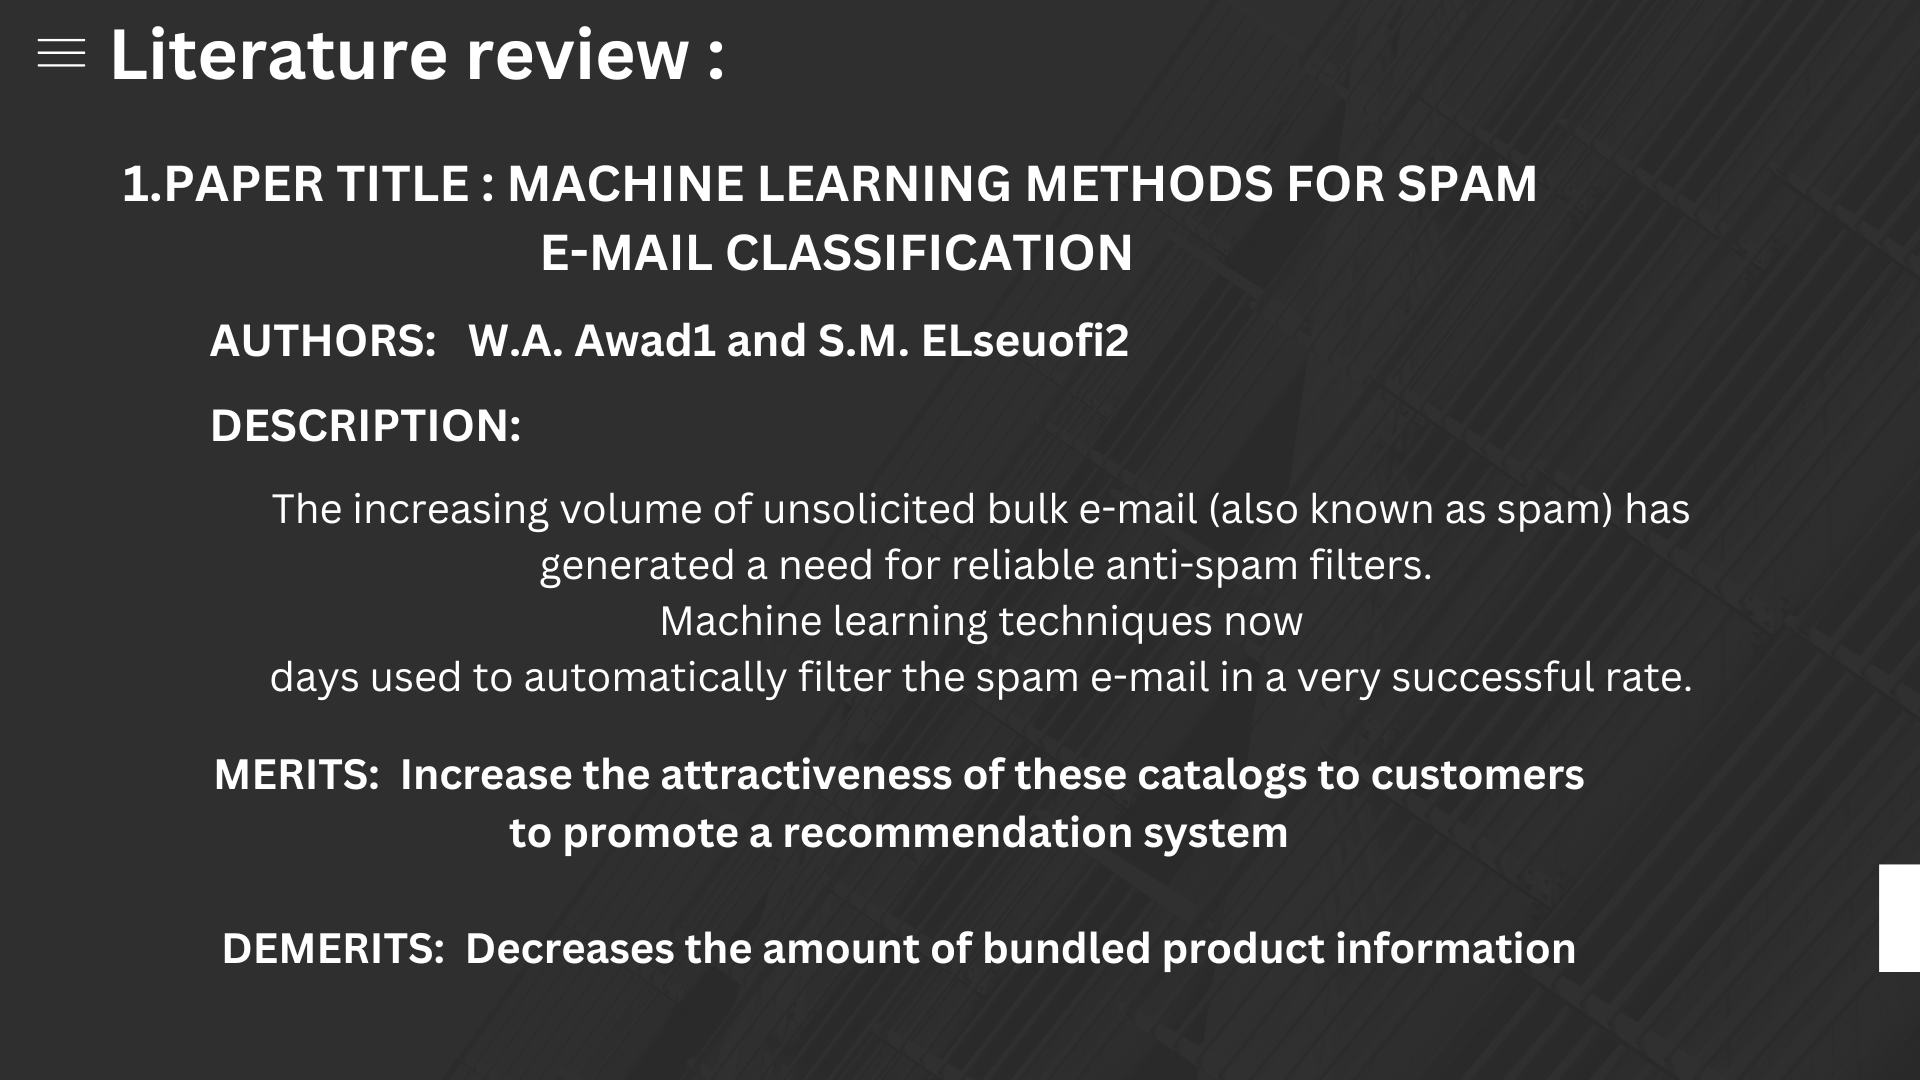 Literature review :
1.PAPER TITLE : MACHINE LEARNING METHODS FOR SPAM
E-MAIL CLASSIFICATION
AUTHORS: W.A. Awad1 and S.M. ELseuofi2
DESCRIPTION:
The increasing volume of unsolicited bulk e-mail (also known as spam) has
generated a need for reliable anti-spam filters.
Machine learning techniques now
days used to automatically filter the spam e-mail in a very successful rate.
MERITS: Increase the attractiveness of these catalogs to customers
to promote a recommendation system
DEMERITS: Decreases the amount of bundled product information